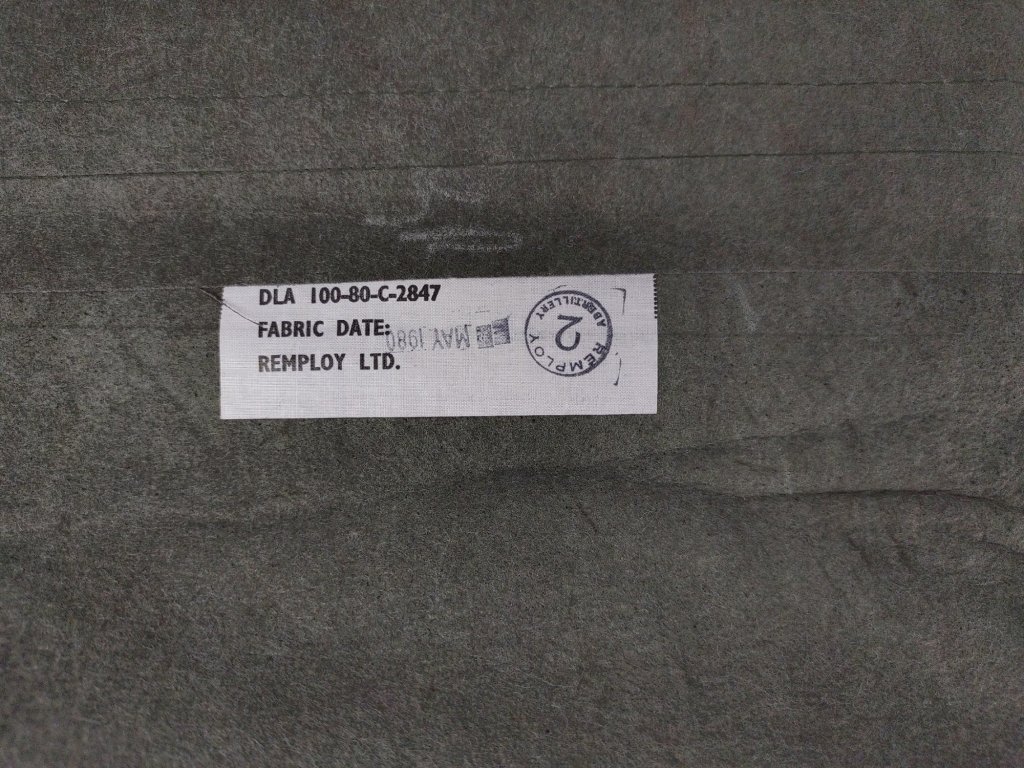 DLA 100-80-C-2847
FABRIC DATE: MAY 1980
REMPLOY LTD.
REMPLOY ABERTILLERY
2